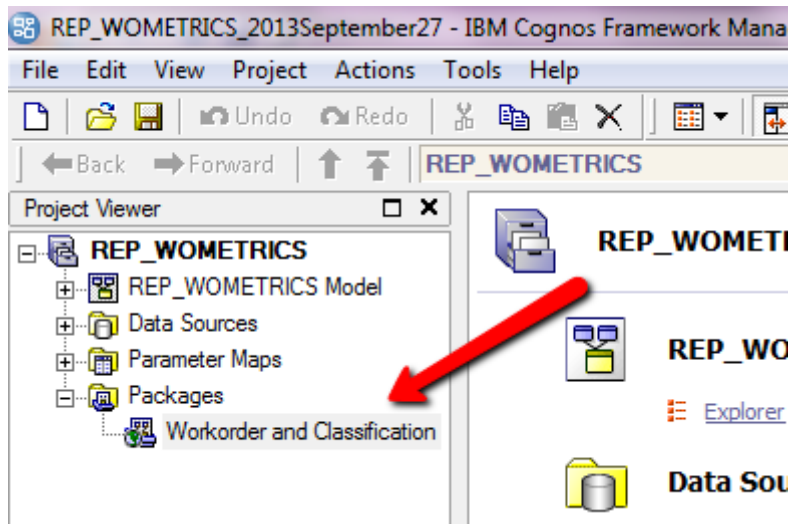 REP_WOMETRICS_2013September27 - IBM Cognos Framework Mana
File Edit View Project Actions Tools Help
Undo Redo
Back Forward REP_WOMETRICS
Project Viewer
REP_WOMETRICS
REP_WOMETRICS Model
Data Sources
Parameter Maps
Packages
Workorder and Classification
REP_WOMETR
REP_WO
Explorer
Data Sou